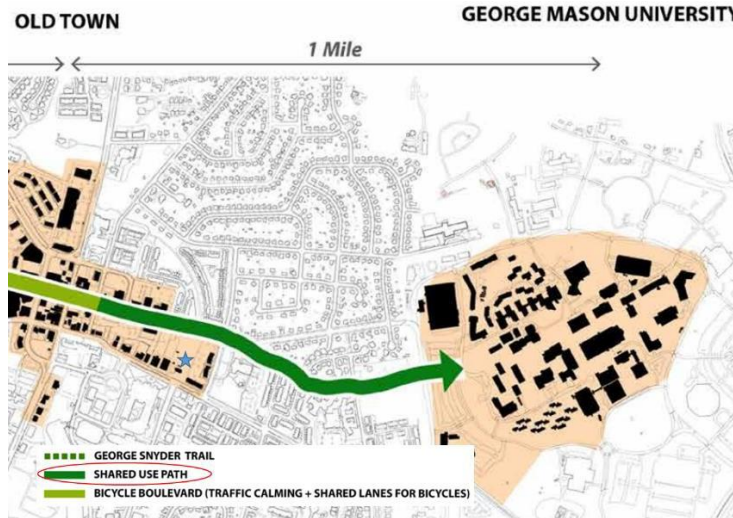 OLD TOWN
GEORGE MASON UNIVERSITY
1 Mile
GEORGE SNYDER TRAIL
SHARED USE PATH
BICYCLE BOULEVARD (TRAFFIC CALMING + SHARED LANES FOR BICYCLES)